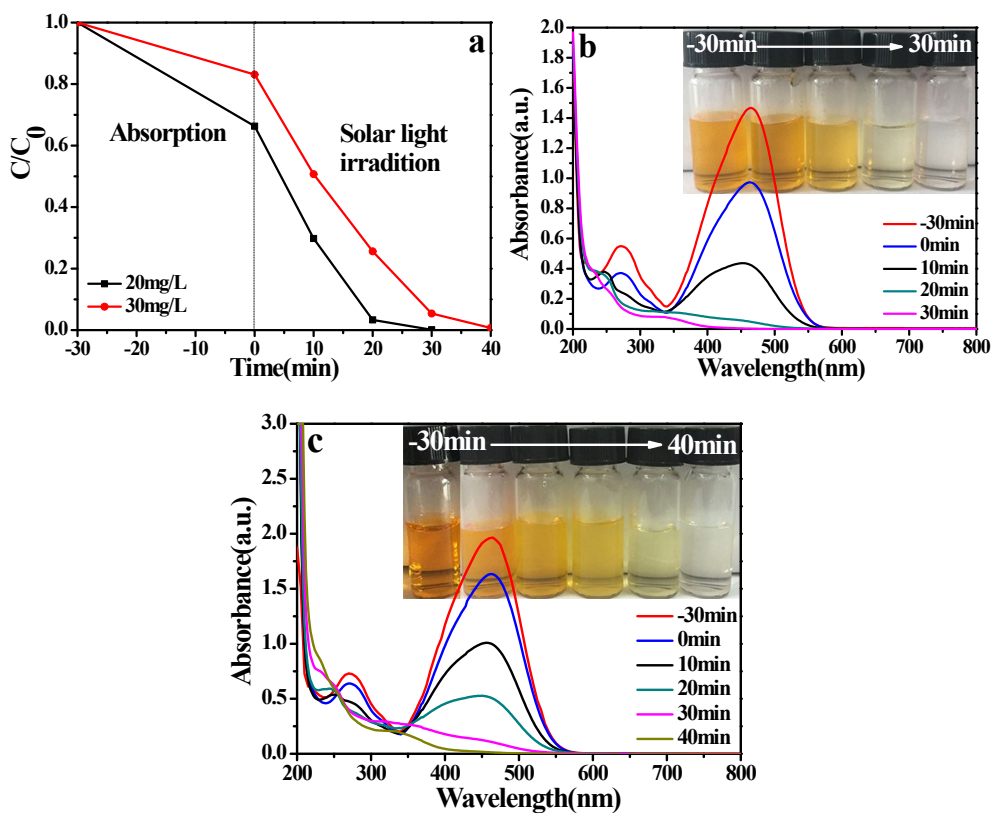 a
C/C0
1.0
0.8
0.6
0.4
0.2
0.0
Absorption
Solar light
irradition
20mg/L
30mg/L
-30 -20 -10 0 10 20 30 40
Time(min)
b
-30min 30min
Absorbance(a.u.)
2.0
1.8
1.6
1.4
1.2
1.0
0.8
0.6
0.4
0.2
0.0
-30min
0min
10min
20min
30min
200 300 400 500 600 700 800
Wavelength(nm)
c
-30min 40min
Absorbance(a.u.)
3.0
2.5
2.0
1.5
1.0
0.5
0.0
-30min
0min
10min
20min
30min
40min
200 300 400 500 600 700 800
Wavelength(nm)